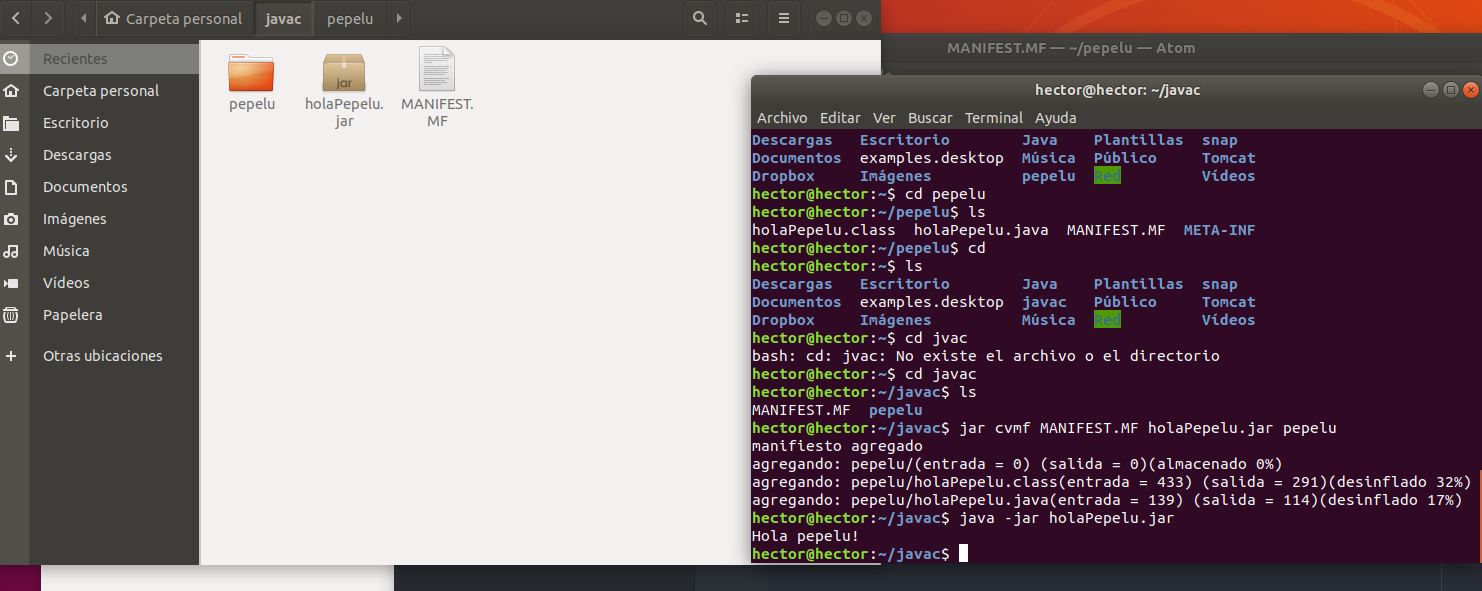 Carpeta personal
javac
pepelu
Recientes
Carpeta personal
Escritorio
Descargas
Documentos
Imágenes
Música
Vídeos
Papelera
Otras ubicaciones
pepelu
jar
holaPepelu.
jar
MANIFEST.
MF
MANIFEST.MF — ~/pepelu — Atom
hector@hector: ~/javac
Archivo Editar Ver Buscar Terminal Ayuda
Descargas Escritorio Java Plantillas snap
Documentos examples.desktop Música Público Tomcat
Dropbox Imágenes pepelu Red Vídeos
hector@hector:~$ cd pepelu
hector@hector:~/pepelu$ ls
holaPepelu.class holaPepelu.java MANIFEST.MF META-INF
hector@hector:~/pepelu$ cd
hector@hector:~$ ls
Descargas Escritorio Java Plantillas snap
Documentos examples.desktop javac Público Tomcat
Dropbox Imágenes Música Red Vídeos
hector@hector:~$ cd jvac
bash: cd: jvac: No existe el archivo o el directorio
hector@hector:~$ cd javac
hector@hector:~/javac$ ls
MANIFEST.MF pepelu
hector@hector:~/javac$ jar cvmf MANIFEST.MF holaPepelu.jar pepelu
manifiesto agregado
agregando: pepelu/(entrada = 0) (salida = 0)(almacenado 0%)
agregando: pepelu/holaPepelu.class(entrada = 433) (salida = 291)(desinflado 32%)
agregando: pepelu/holaPepelu.java(entrada = 139) (salida = 114)(desinflado 17%)
hector@hector:~/javac$ java -jar holaPepelu.jar
Hola pepelu!
hector@hector:~/javac$